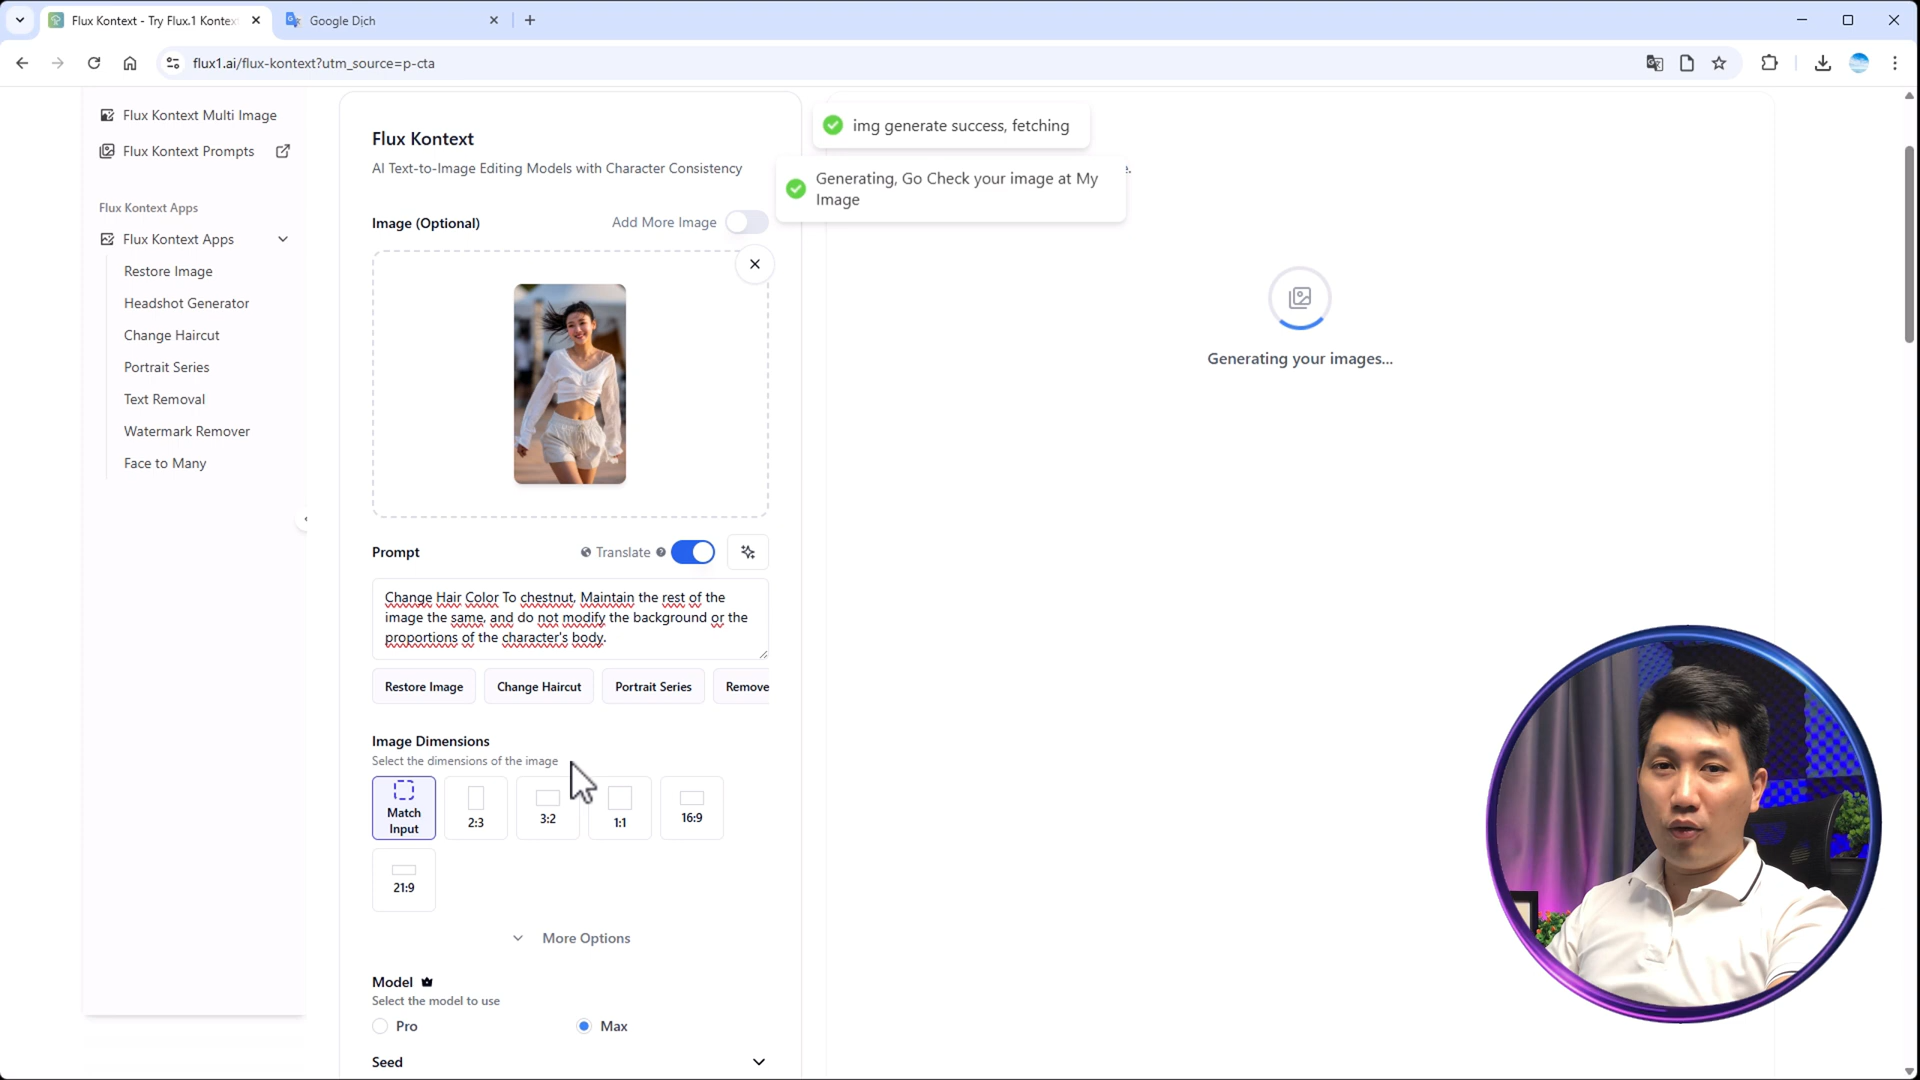 Flux Kontext - Try Flux.1 Kontex
Google Dịch
flux1.ai/flux-kontext?utm_source=p-cta
Flux Kontext Multi Image
Flux Kontext Prompts
Flux Kontext Apps
Flux Kontext Apps
Restore Image
Headshot Generator
Change Haircut
Portrait Series
Text Removal
Watermark Remover
Face to Many
Flux Kontext
AI Text-to-Image Editing Models with Character Consistency
Image (Optional)
Add More Image
Prompt
Translate
Change Hair Color To chestnut, Maintain the rest of the
image the same, and do not modify the background or the
proportions of the character's body.
Restore Image
Change Haircut
Portrait Series
Remove
Image Dimensions
Select the dimensions of the image
Match
Input
2:3
3:2
1:1
16:9
21:9
More Options
Model
Select the model to use
Pro
Max
Seed
img generate success, fetching
Generating, Go Check your image at My
Image
e.
Generating your images...